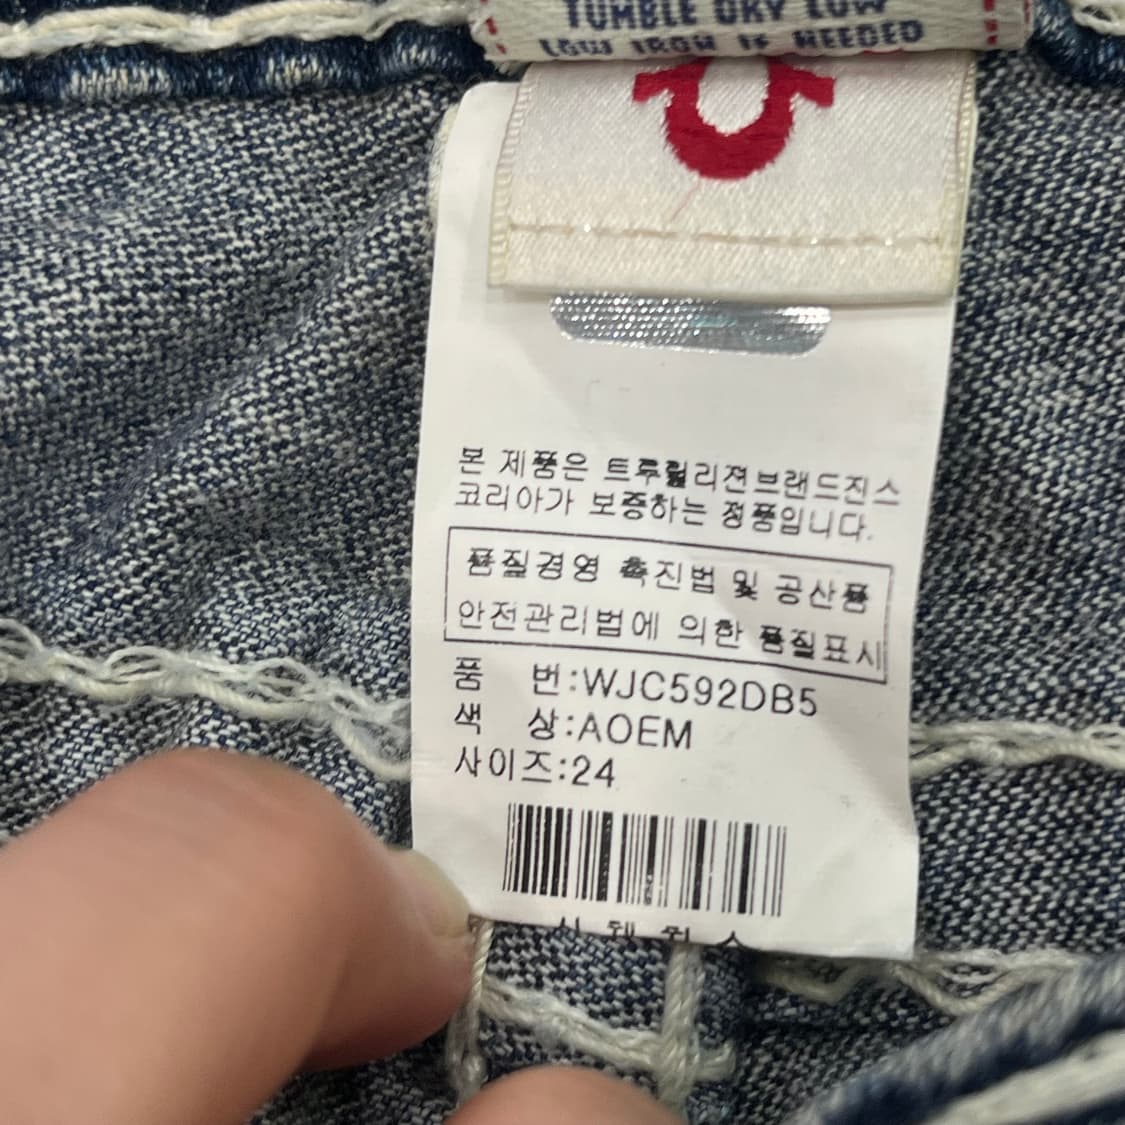 TUMBLE DRY LOW
LOW IRON IF NEEDED
본 제품은 트루릴리젼브랜드진스
코리아가 보증하는 정품입니다.
품질경영 촉진법 및 공산품
안전관리법에 의한 품질표시
품 번:WJC592DB5
색 상:AOEM
사이즈:24